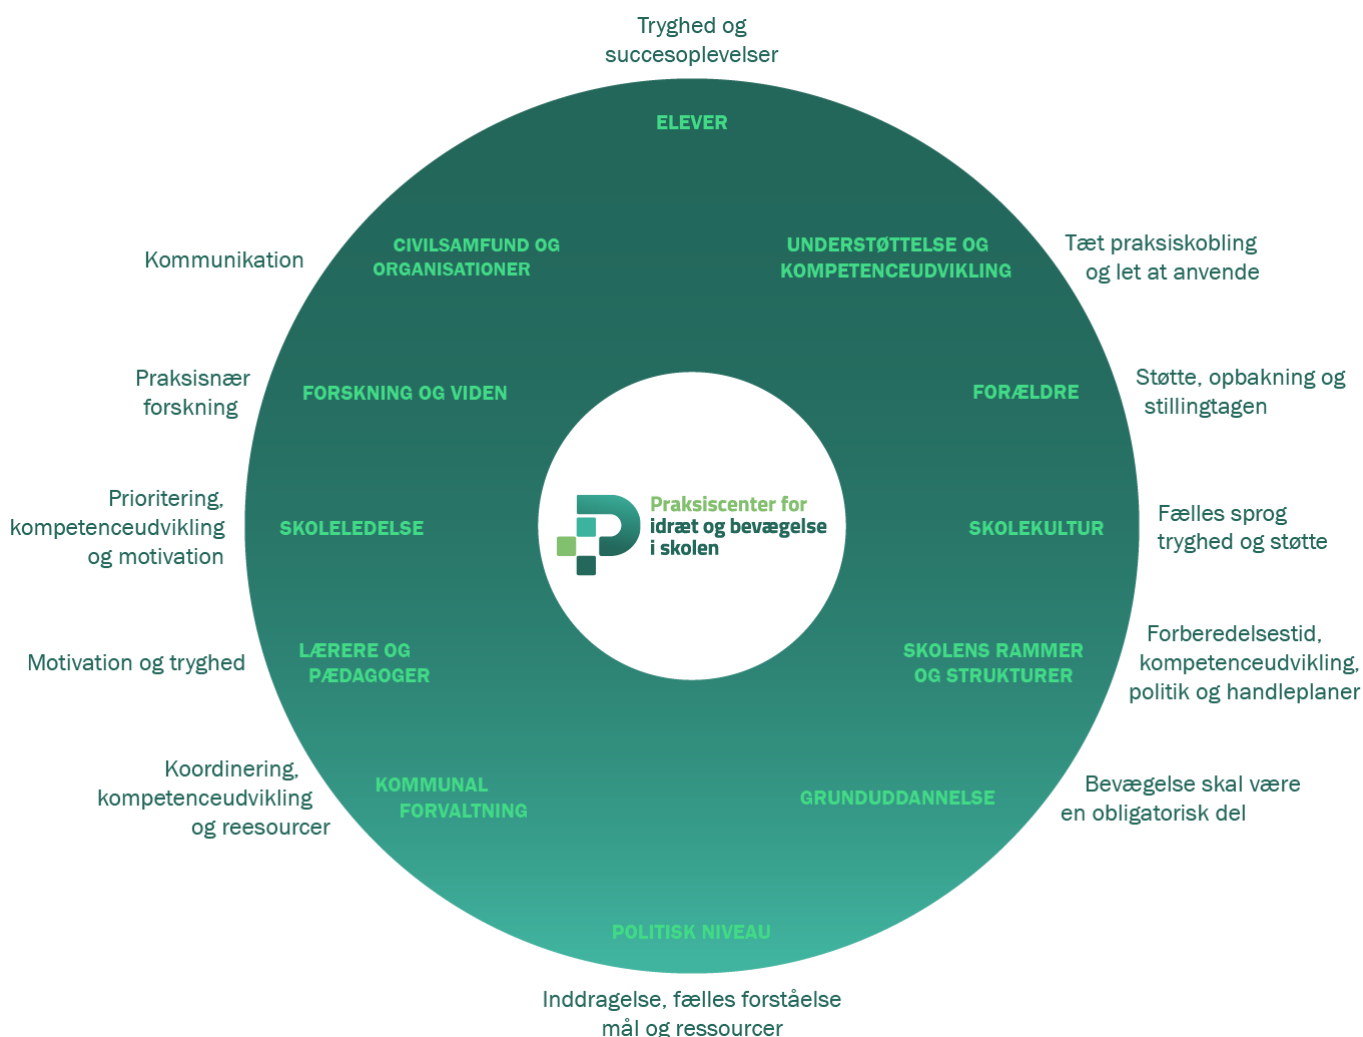 Tryghed og
succesoplevelser
ELEVER
UNDERSTØTTELSE OG
KOMPETENCEUDVIKLING
Tæt praksiskobling
og let at anvende
FORÆLDRE
Støtte, opbakning og
stillingtagen
SKOLEKULTUR
Fælles sprog
tryghed og støtte
SKOLENS RAMMER
OG STRUKTURER
Forberedelsestid,
kompetenceudvikling,
politik og handleplaner
GRUNDUDDANNELSE
Bevægelse skal være
en obligatorisk del
POLITISK NIVEAU
Inddragelse, fælles forståelse
mål og ressourcer
KOMMUNAL
FORVALTNING
Koordinering,
kompetenceudvikling
og reesourcer
LÆRERE OG
PÆDAGOGER
Motivation og tryghed
SKOLELEDELSE
Prioritering,
kompetenceudvikling
og motivation
FORSKNING OG VIDEN
Praksisnær
forskning
CIVILSAMFUND OG
ORGANISATIONER
Kommunikation
Praksiscenter for
idræt og bevægelse
i skolen